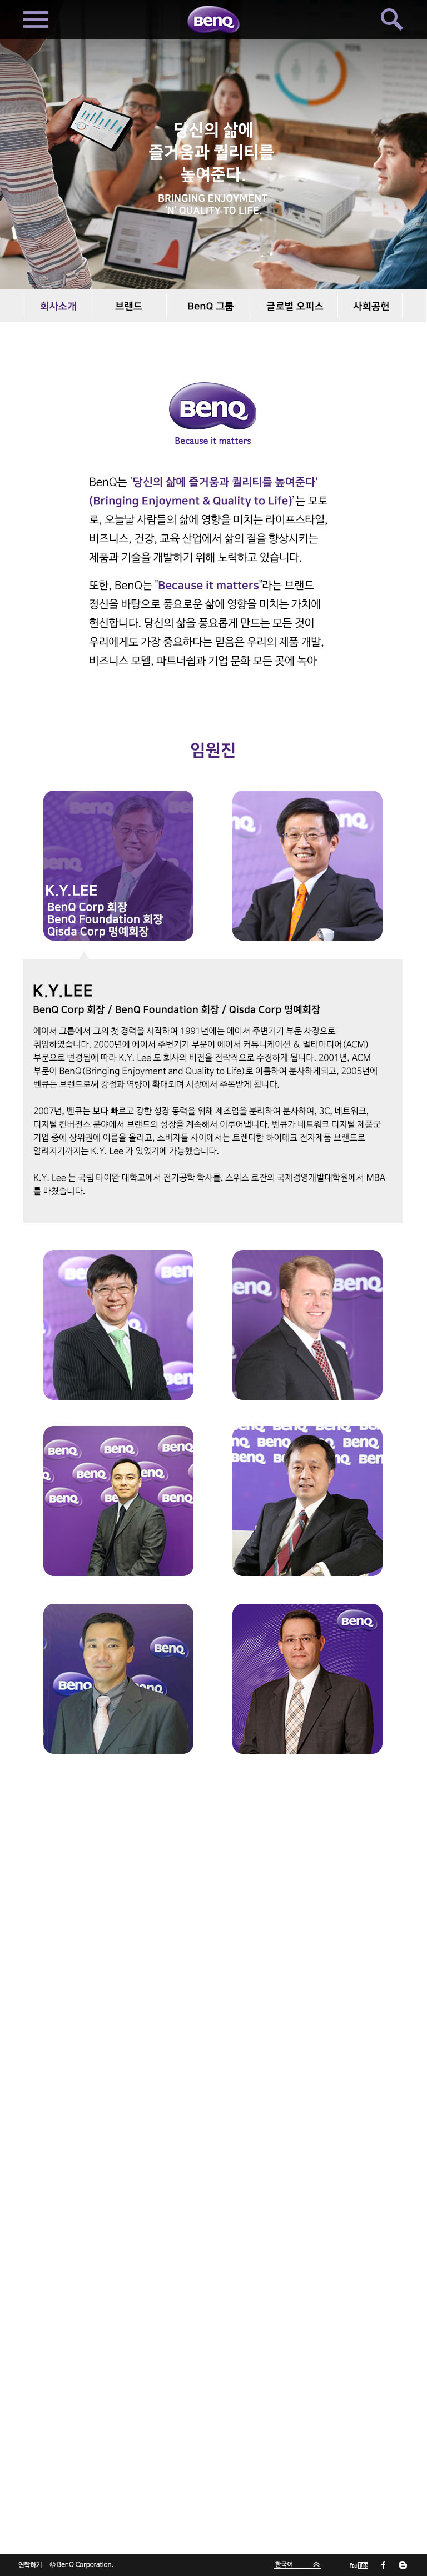 BenQ
당신의 삶에
즐거움과 퀄리티를
높여준다.
BRINGING ENJOYMENT
'N' QUALITY TO LIFE.
회사소개 브랜드 BenQ 그룹 글로벌 오피스 사회공헌
BenQ
Because it matters
BenQ는 '당신의 삶에 즐거움과 퀄리티를 높여준다'
(Bringing Enjoyment & Quality to Life)'는 모토
로, 오늘날 사람들의 삶에 영향을 미치는 라이프스타일,
비즈니스, 건강, 교육 산업에서 삶의 질을 향상시키는
제품과 기술을 개발하기 위해 노력하고 있습니다.
또한, BenQ는 "Because it matters"라는 브랜드
정신을 바탕으로 풍요로운 삶에 영향을 미치는 가치에
헌신합니다. 당신의 삶을 풍요롭게 만드는 모든 것이
우리에게도 가장 중요하다는 믿음은 우리의 제품 개발,
비즈니스 모델, 파트너쉽과 기업 문화 모든 곳에 녹아
임원진
K.Y.LEE
BenQ Corp 회장
BenQ Foundation 회장
Qisda Corp 명예회장
K.Y.LEE
BenQ Corp 회장 / BenQ Foundation 회장 / Qisda Corp 명예회장
에이서 그룹에서 그의 첫 경력을 시작하여 1991년에는 에이서 주변기기 부문 사장으로
취임하였습니다. 2000년에 에이서 주변기기 부문이 에이서 커뮤니케이션 & 멀티미디어(ACM)
부문으로 변경됨에 따라 K.Y. Lee 도 회사의 비전을 전략적으로 수정하게 됩니다. 2001년, ACM
부문이 BenQ(Bringing Enjoyment and Quality to Life)로 이름하여 분사하게되고, 2005년에
벤큐는 브랜드로써 강점과 역량이 확대되며 시장에서 주목받게 됩니다.
2007년, 벤큐는 보다 빠르고 강한 성장 동력을 위해 제조업을 분리하여 분사하여, 3C, 네트워크,
디지털 컨버전스 분야에서 브랜드의 성장을 계속해서 이루어냅니다. 벤큐가 네트워크 디지털 제품군
기업 중에 상위권에 이름을 올리고, 소비자들 사이에서는 트렌디한 하이테크 전자제품 브랜드로
알려지기까지는 K.Y. Lee 가 있었기에 가능했습니다.
K.Y. Lee 는 국립 타이완 대학교에서 전기공학 학사를, 스위스 로잔의 국제경영개발대학원에서 MBA
를 마쳤습니다.
연락하기 © BenQ Corporation. 한국어 YouTube